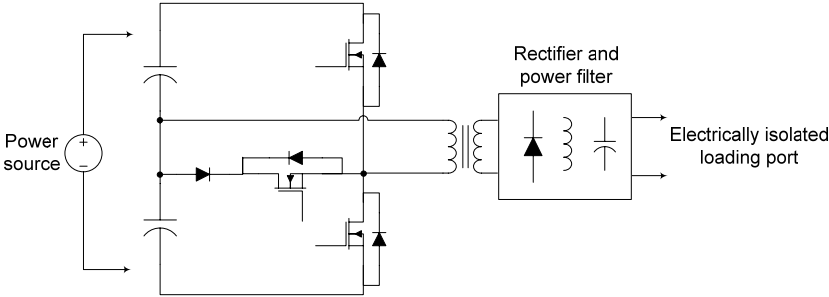 Rectifier and
power filter
Power
source
+
−
Electrically isolated
loading port